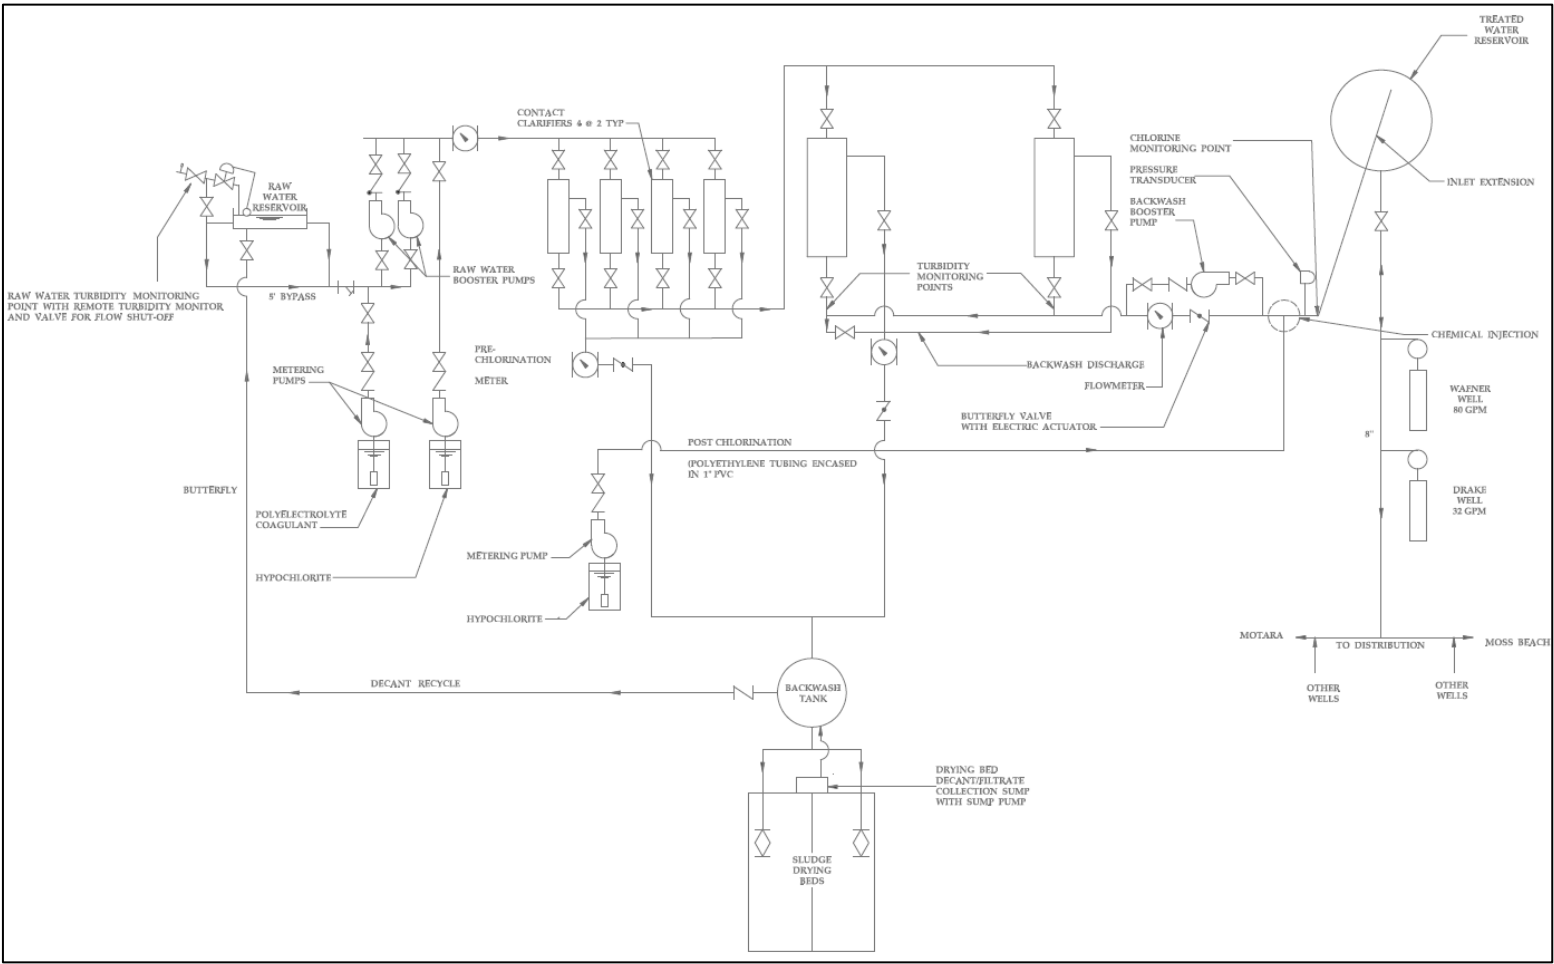 TREATED
WATER
RESERVOIR
CONTACT
CLARIFIERS 6 @ 2 TYP
CHLORINE
MONITORING POINT
PRESSURE
TRANSDUCER
INLET EXTENSION
RAW
WATER
RESERVOIR
BACKWASH
BOOSTER
PUMP
RAW WATER
BOOSTER PUMPS
TURBIDITY
MONITORING
POINTS
RAW WATER TURBIDITY MONITORING
POINT WITH REMOTE TURBIDITY MONITOR
AND VALVE FOR FLOW SHUT-OFF
BYPASS
CHEMICAL INJECTION
PRE-
CHLORINATION
METER
METERING
PUMPS
BACKWASH DISCHARGE
FLOWMETER
WELL
80 GPM
BUTTERFLY VALVE
WITH ELECTRIC ACTUATOR
8"
POST CHLORINATION
(POLYETHYLENE TUBING ENCASED
IN 1" PVC
BUTTERFLY
DRAKE
WELL
32 GPM
POLYELECTROLYTE
COAGULANT
METERING PUMP
HYPOCHLORITE
HYPOCHLORITE
MOTARA
TO DISTRIBUTION
MOSS BEACH
OTHER
WELLS
OTHER
WELLS
DECANT RECYCLE
BACKWASH
TANK
DRYING BED
DECANT/FILTRATE
COLLECTION SUMP
WITH SUMP PUMP
SLUDGE
DRYING
BEDS